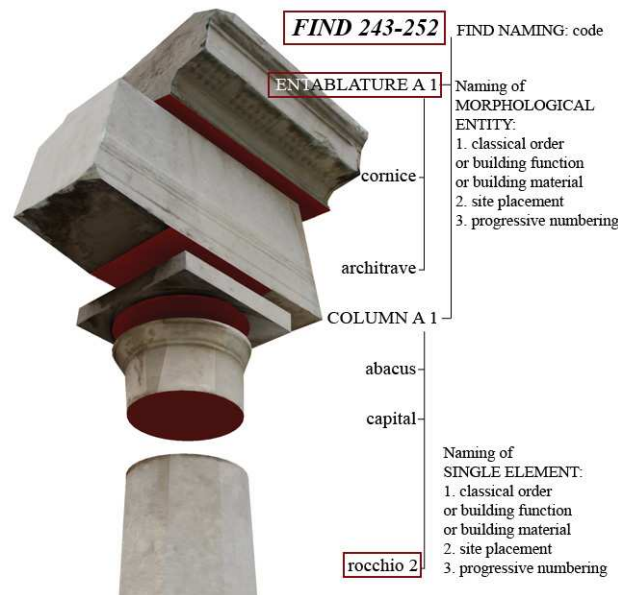 FIND 243-252
FIND NAMING: code
ENTABLATURE A 1
Naming of
MORPHOLOGICAL
ENTITY:
1. classical order
or building function
or building material
2. site placement
3. progressive numbering
cornice
architrave
COLUMN A 1
abacus
capital
Naming of
SINGLE ELEMENT:
1. classical order
or building function
or building material
2. site placement
3. progressive numbering
rocchio 2